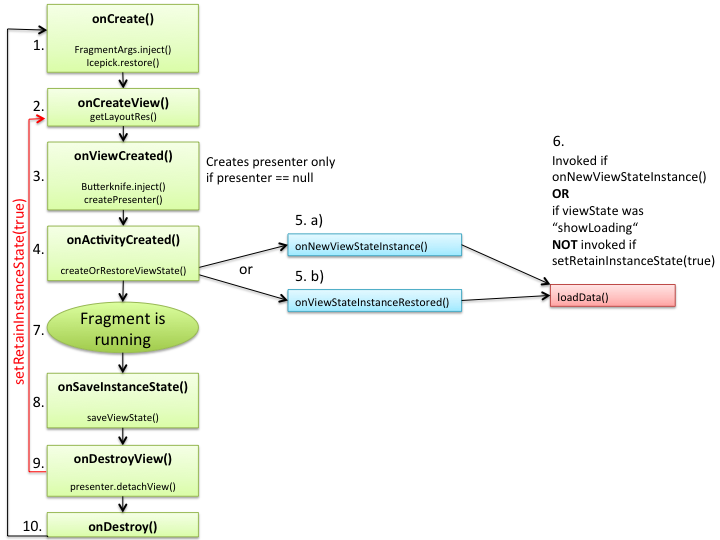 onCreate()
1.
FragmentArgs.inject()
Icepick.restore()
2.
onCreateView()
getLayoutRes()
onViewCreated()
3.
Butterknife.inject()
createPresenter()
Creates presenter only
if presenter == null
4.
onActivityCreated()
createOrRestoreViewState()
or
5. a)
onNewViewStateInstance()
5. b)
onViewStateInstanceRestored()
6.
Invoked if
onNewViewStateInstance()
OR
if viewState was
“showLoading“
NOT invoked if
setRetainInstanceState(true)
loadData()
7.
Fragment is
running
onSaveInstanceState()
8.
saveViewState()
9.
onDestroyView()
presenter.detachView()
10.
onDestroy()
setRetainInstanceState(true)